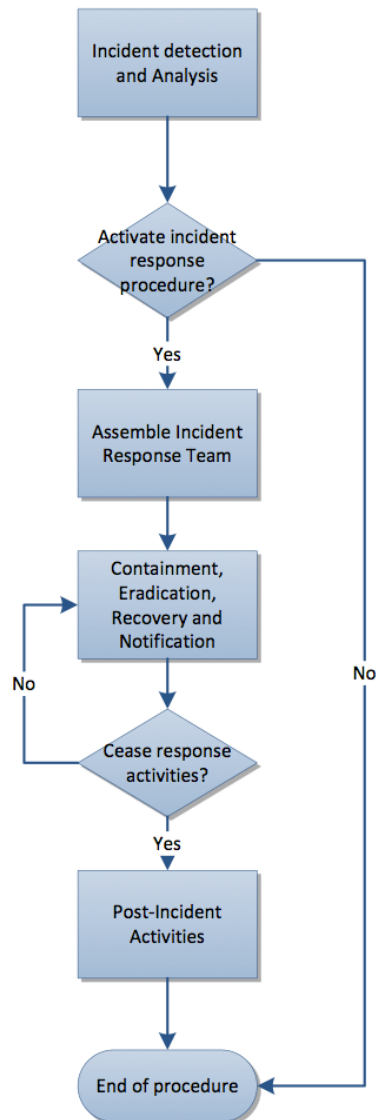 Incident detection
and Analysis
Activate incident
response
procedure?
Yes
Assemble Incident
Response Team
Containment,
Eradication,
Recovery and
Notification
No
No
Cease response
activities?
Yes
Post-Incident
Activities
End of procedure